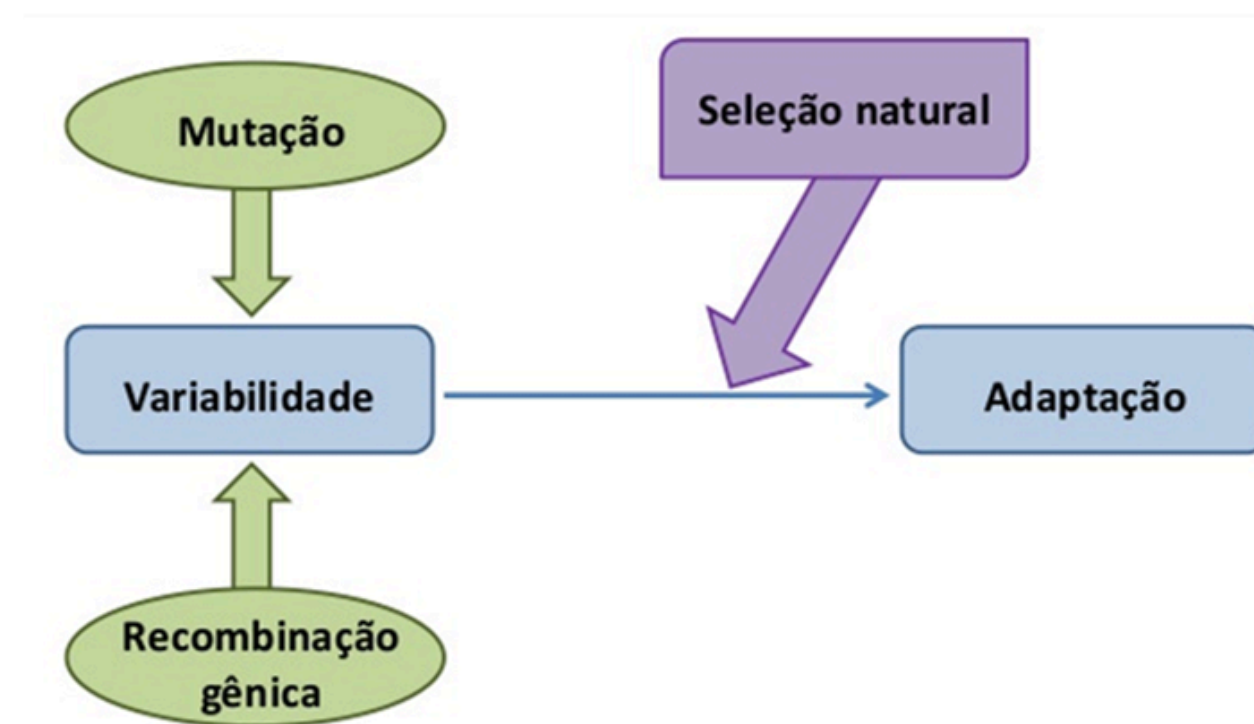 Mutação
Seleção natural
Variabilidade
Adaptação
Recombinação
gênica